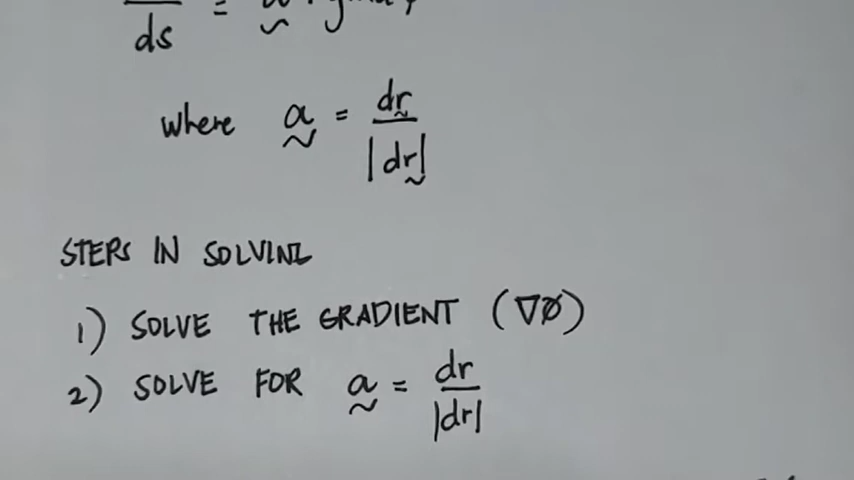 ds = a
where a = dr / |dr|
STEPS IN SOLVING
1) SOLVE THE GRADIENT (∇ø)
2) SOLVE FOR a = dr / |dr|